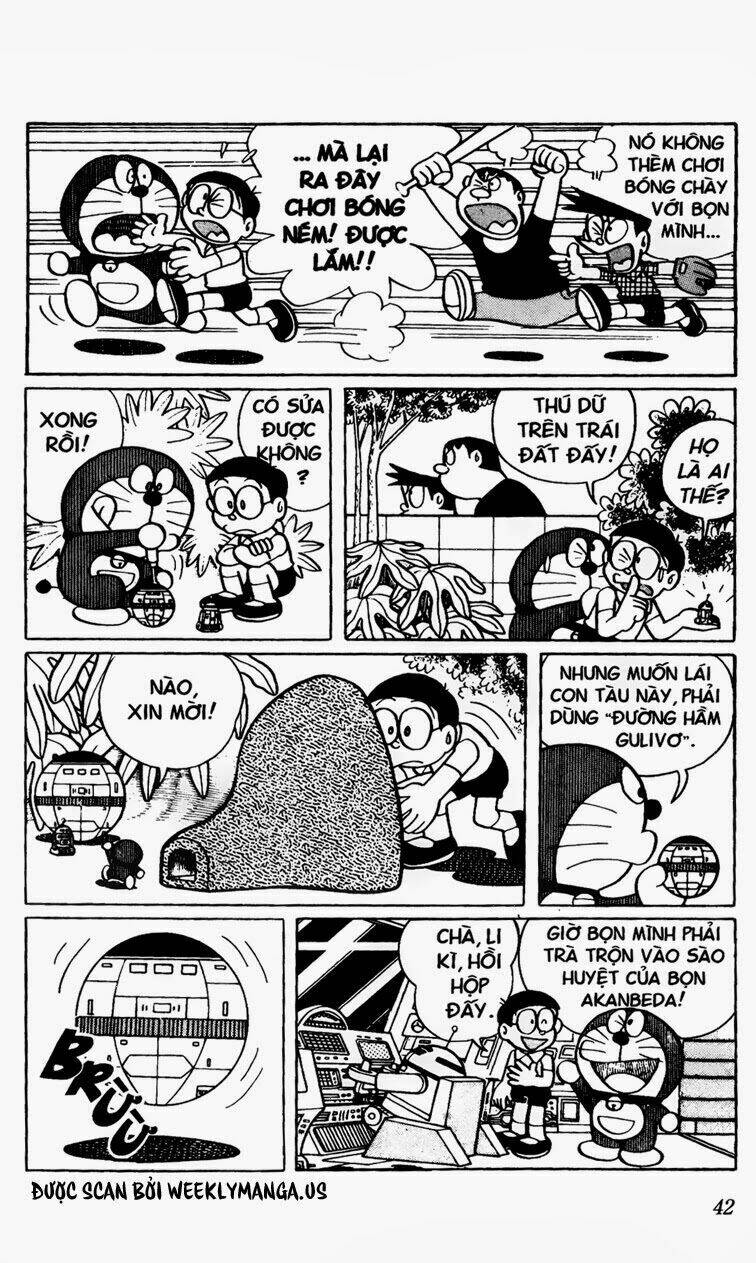 NÓ KHÔNG
THÈM CHƠI
BÓNG CHÀY
VỚI BỌN
MÌNH...
... MÀ LẠI
RA ĐÂY
CHƠI BÓNG
NÉM! ĐƯỢC
LẮM!!
HỌ
LÀ AI
THẾ?
THÚ DỮ
TRÊN TRÁI
ĐẤT ĐẤY!
CÓ SỬA
ĐƯỢC
KHÔNG
?
XONG
RỒI!
NHƯNG MUỐN LÁI
CON TÀU NÀY, PHẢI
DÙNG "ĐƯỜNG HẦM
GULIVƠ".
NÀO,
XIN MỜI!
GIỜ BỌN MÌNH PHẢI
TRÀ TRỘN VÀO SÀO
HUYỆT CỦA BỌN
AKANBEDA!
CHÀ, LI
KÌ, HỒI
HỘP
ĐẤY.
BRỪỪ
ĐƯỢC SCAN BỞI WEEKLYMANGA.US
42